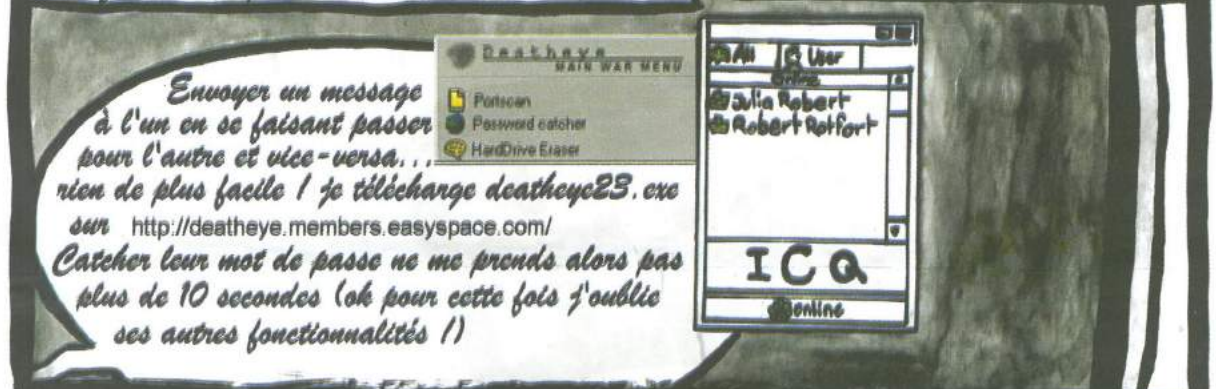 Envoyer un message
à l'un en se faisant passer
pour l'autre et vice-versa...
rien de plus facile ! je télécharge deatheye23.exe
sur http://deatheye.members.easyspace.com/
Catcher leur mot de passe ne me prends alors pas
plus de 10 secondes (ok pour cette fois j'oublie
ses autres fonctionnalités !)
Deatheye
MAIN WAR MENU
Portscan
Password catcher
HardDrive Eraser
All User
Online
Julia Robert
Robert Rotfort
ICQ
online